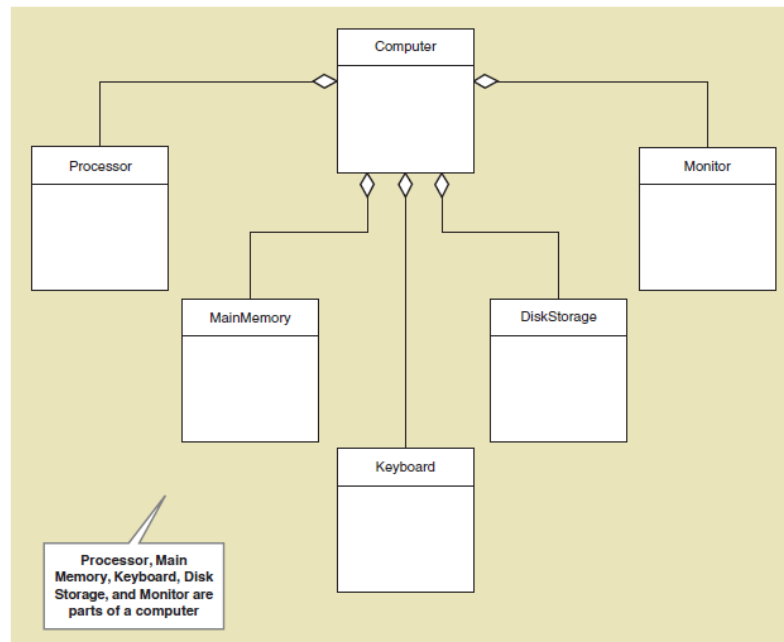 Computer
Processor
Monitor
MainMemory
DiskStorage
Keyboard
Processor, Main
Memory, Keyboard, Disk
Storage, and Monitor are
parts of a computer